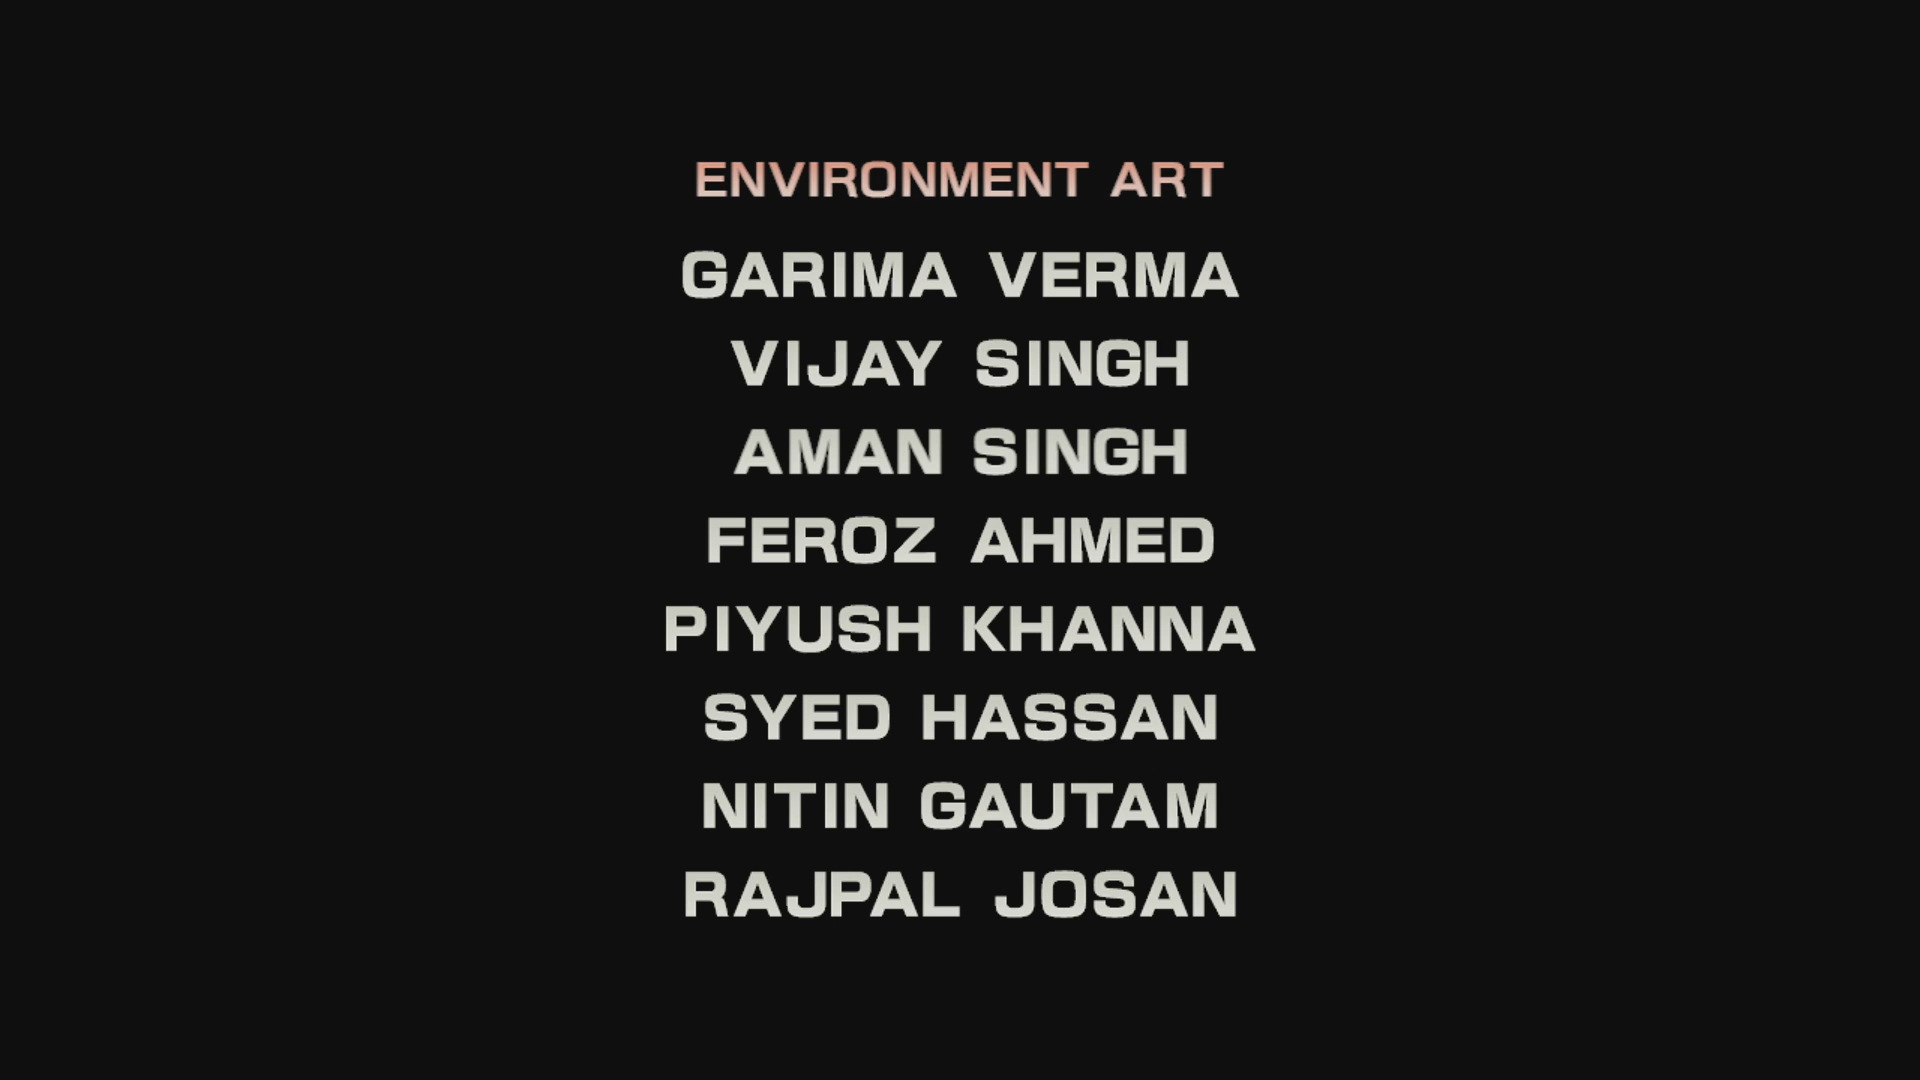 ENVIRONMENT ART
GARIMA VERMA
VIJAY SINGH
AMAN SINGH
FEROZ AHMED
PIYUSH KHANNA
SYED HASSAN
NITIN GAUTAM
RAJPAL JOSAN